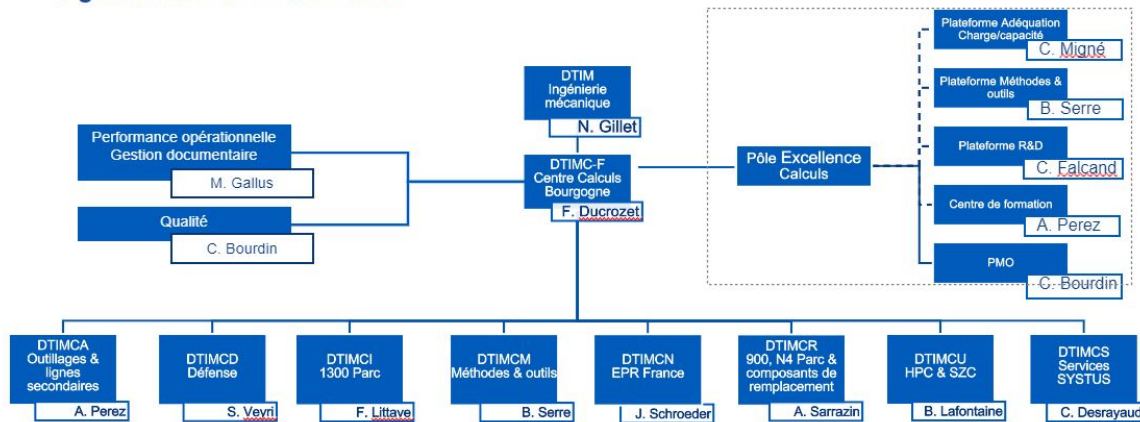 Plateforme Adéquation
Charge/capacité
C. Migné
DTIM
Ingénierie
mécanique
N. Gillet
Plateforme Méthodes &
outils
B. Serre
Performance opérationnelle
Gestion documentaire
M. Gallus
DTIMC-F
Centre Calculs
Bourgogne
F. Ducrozet
Pôle Excellence
Calculs
Plateforme R&D
C. Falcand
Qualité
C. Bourdin
Centre de formation
A. Perez
PMO
C. Bourdin
DTIMCA
Outillages &
lignes
secondaires
A. Perez
DTIMCD
Défense
S. Veyri
DTIMCI
1300 Parc
F. Littaye
DTIMCM
Méthodes & outils
B. Serre
DTIMCN
EPR France
J. Schroeder
DTIMCR
900, N4 Parc &
composants de
remplacement
A. Sarrazin
DTIMCU
HPC & SZC
B. Lafontaine
DTIMCS
Services
SYSTUS
C. Desrayaud